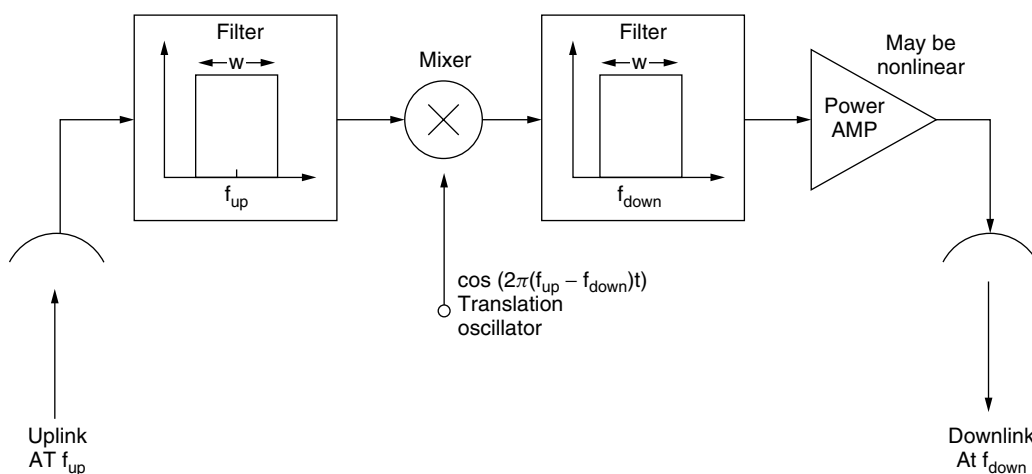 Filter
w
f_up
Mixer
cos (2π(f_up – f_down)t)
Translation
oscillator
Filter
w
f_down
May be
nonlinear
Power
AMP
Uplink
AT f_up
Downlink
At f_down